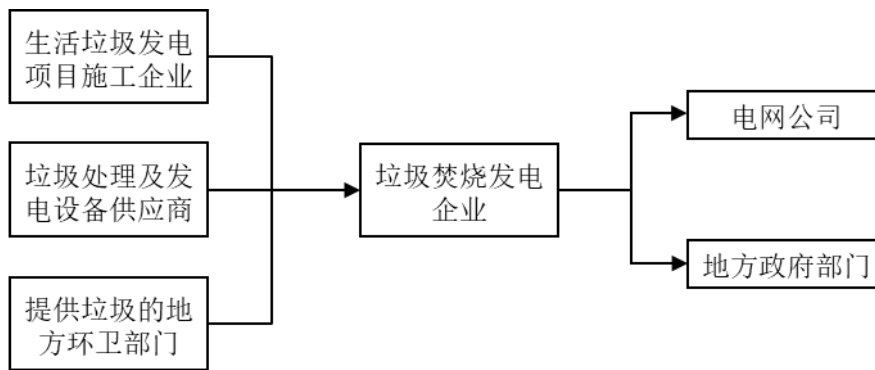 生活垃圾发电
项目施工企业
垃圾处理及发
电设备供应商
提供垃圾的地
方环卫部门
垃圾焚烧发电
企业
电网公司
地方政府部门